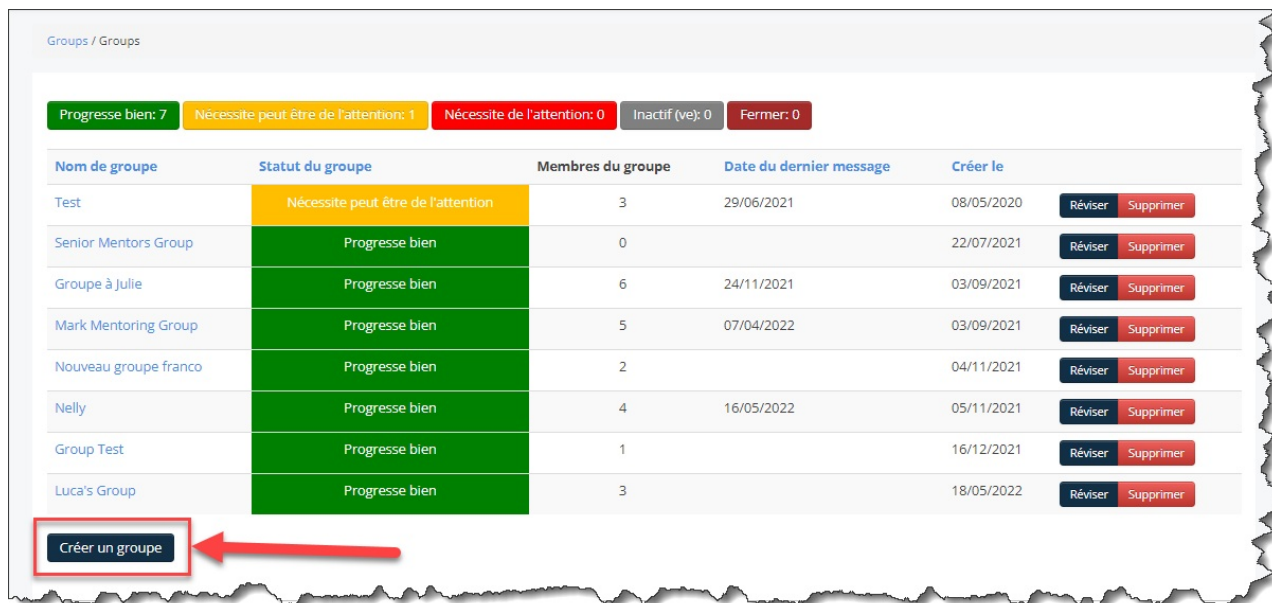 Groups / Groups
Progresse bien: 7 Nécessite peut être de l'attention: 1 Nécessite de l'attention: 0 Inactif (ve): 0 Fermer: 0
Nom de groupe Statut du groupe Membres du groupe Date du dernier message Créer le
Test Nécessite peut être de l'attention 3 29/06/2021 08/05/2020 Réviser Supprimer
Senior Mentors Group Progresse bien 0 22/07/2021 Réviser Supprimer
Groupe à Julie Progresse bien 6 24/11/2021 03/09/2021 Réviser Supprimer
Mark Mentoring Group Progresse bien 5 07/04/2022 03/09/2021 Réviser Supprimer
Nouveau groupe franco Progresse bien 2 04/11/2021 Réviser Supprimer
Nelly Progresse bien 4 16/05/2022 05/11/2021 Réviser Supprimer
Group Test Progresse bien 1 16/12/2021 Réviser Supprimer
Luca's Group Progresse bien 3 18/05/2022 Réviser Supprimer
Créer un groupe